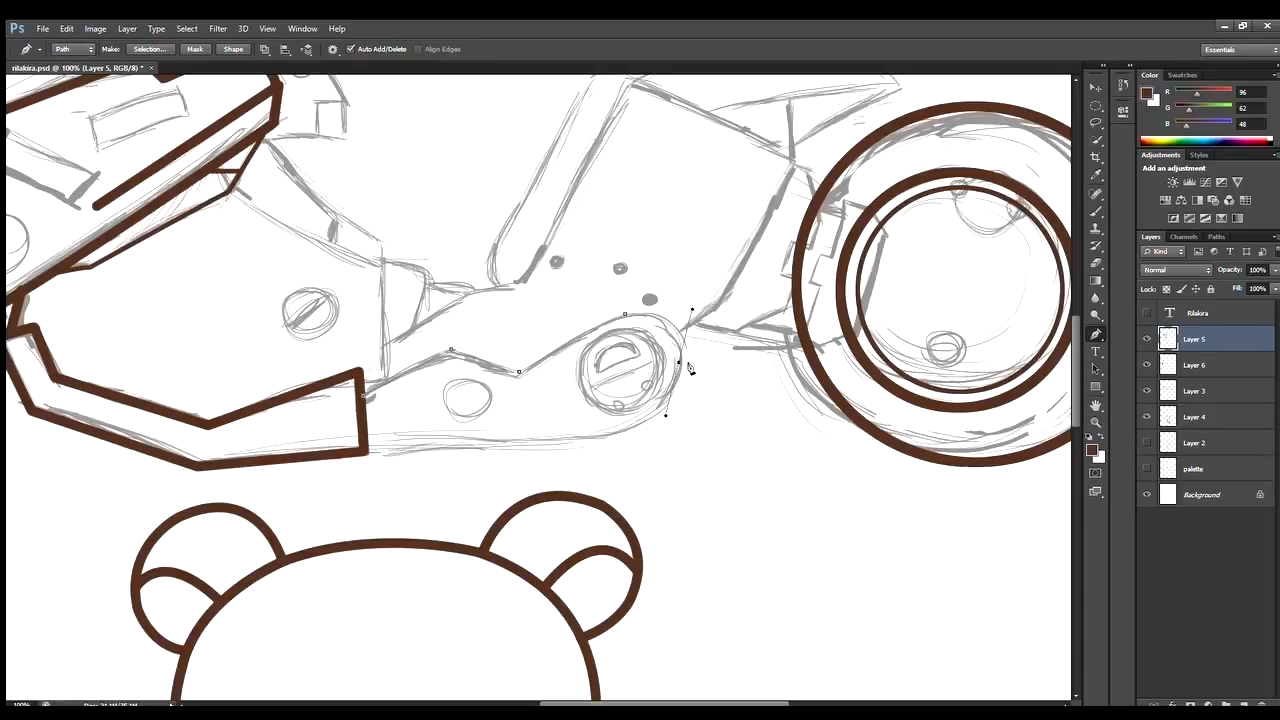 Ps File Edit Image Layer Type Select Filter 3D View Window Help
Path Make: Selection... Mask Shape Auto Add/Delete Align Edges Essentials
rilakira.psd @ 100% (Layer 5, RGB/8) * ×
Color Swatches
R 96
G 62
B 48
Adjustments Styles
Add an adjustment
Layers Channels Paths
Kind
Normal Opacity: 100%
Lock: Fill: 100%
T Rilakira
Layer 5
Layer 6
Layer 3
Layer 4
Layer 2
palette
Background
100%